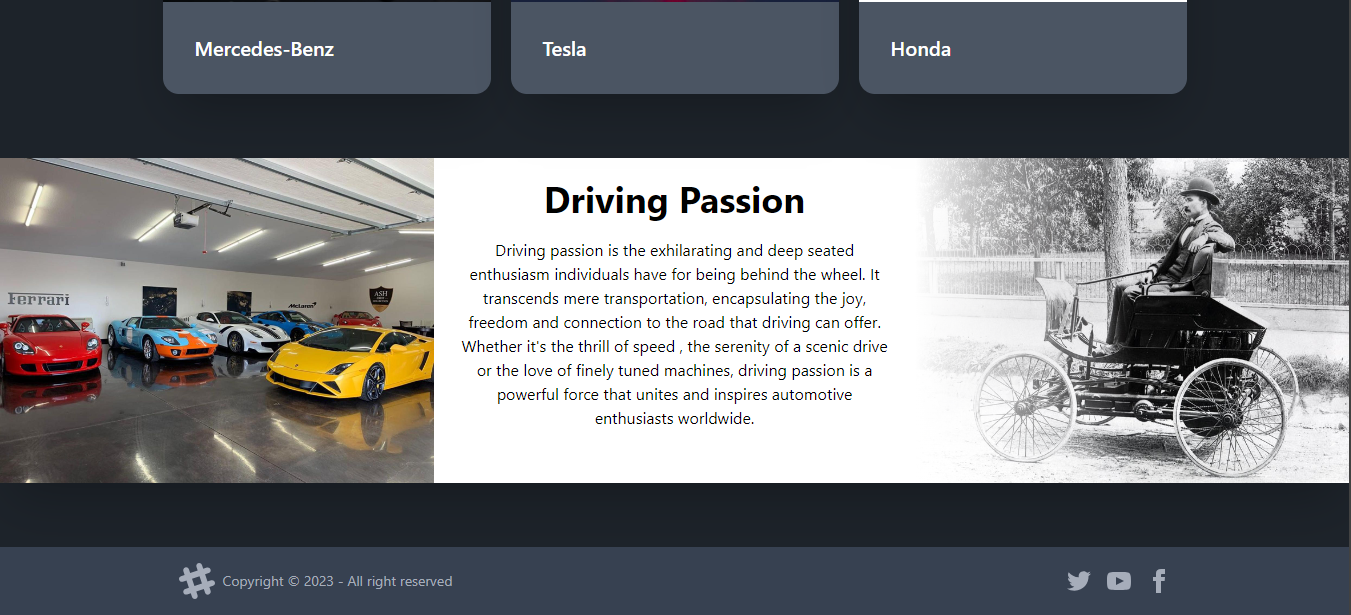 Mercedes-Benz
Tesla
Honda
Ferrari
McLaren
ASH
Driving Passion
Driving passion is the exhilarating and deep seated
enthusiasm individuals have for being behind the wheel. It
transcends mere transportation, encapsulating the joy,
freedom and connection to the road that driving can offer.
Whether it's the thrill of speed , the serenity of a scenic drive
or the love of finely tuned machines, driving passion is a
powerful force that unites and inspires automotive
enthusiasts worldwide.
Copyright © 2023 - All right reserved